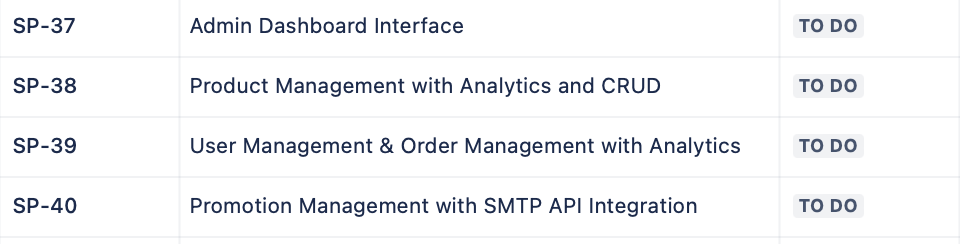 SP-37 Admin Dashboard Interface TO DO
SP-38 Product Management with Analytics and CRUD TO DO
SP-39 User Management & Order Management with Analytics TO DO
SP-40 Promotion Management with SMTP API Integration TO DO